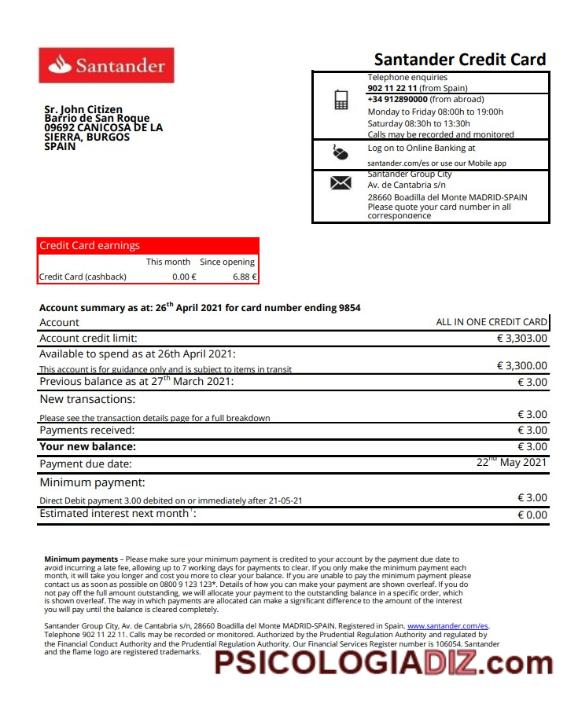 Santander
Santander Credit Card
Sr. John Citizen
Barrio de San Roque
09692 CANICOSA DE LA
SIERRA, BURGOS
SPAIN
Telephone enquiries
902 11 22 11 (from Spain)
+34 912890000 (from abroad)
Monday to Friday 08:00h to 19:00h
Saturday 08:30h to 13:30h
Calls may be recorded and monitored
Log on to Online Banking at
santander.com/es or use our Mobile app
Santander Group City
Av. de Cantabria s/n
28660 Boadilla del Monte MADRID-SPAIN
Please quote your card number in all
correspondence
Credit Card earnings
This month Since opening
Credit Card (cashback) 0.00 € 6.88 €
Account summary as at: 26th April 2021 for card number ending 9854
Account ALL IN ONE CREDIT CARD
Account credit limit: € 3,303.00
Available to spend as at 26th April 2021:
This account is for guidance only and is subject to items in transit € 3,300.00
Previous balance as at 27th March 2021: € 3.00
New transactions:
Please see the transaction details page for a full breakdown € 3.00
Payments received: € 3.00
Your new balance: € 3.00
Payment due date: 22nd May 2021
Minimum payment:
Direct Debit payment 3.00 debited on or immediately after 21-05-21 € 3.00
Estimated interest next month¹: € 0.00
Minimum payments – Please make sure your minimum payment is credited to your account by the payment due date to
avoid incurring a late fee, allowing up to 7 working days for payments to clear. If you only make the minimum payment each
month, it will take you longer and cost you more to clear your balance. If you are unable to pay the minimum payment please
contact us as soon as possible on 0800 9 123 123*. Details of how you can make your payment are shown overleaf. If you do
not pay off the full amount outstanding, we will allocate your payment to the outstanding balance in a specific order, which
is shown overleaf. The way in which payments are allocated can make a significant difference to the amount of the interest
you will pay until the balance is cleared completely.
Santander Group City, Av. de Cantabria s/n, 28660 Boadilla del Monte MADRID-SPAIN. Registered in Spain. www.santander.com/es.
Telephone 902 11 22 11. Calls may be recorded or monitored. Authorized by the Prudential Regulation Authority and regulated by
the Financial Conduct Authority and the Prudential Regulation Authority. Our Financial Services Register number is 106054. Santander
and the flame logo are registered trademarks.
PSICOLOGIADIZ.com